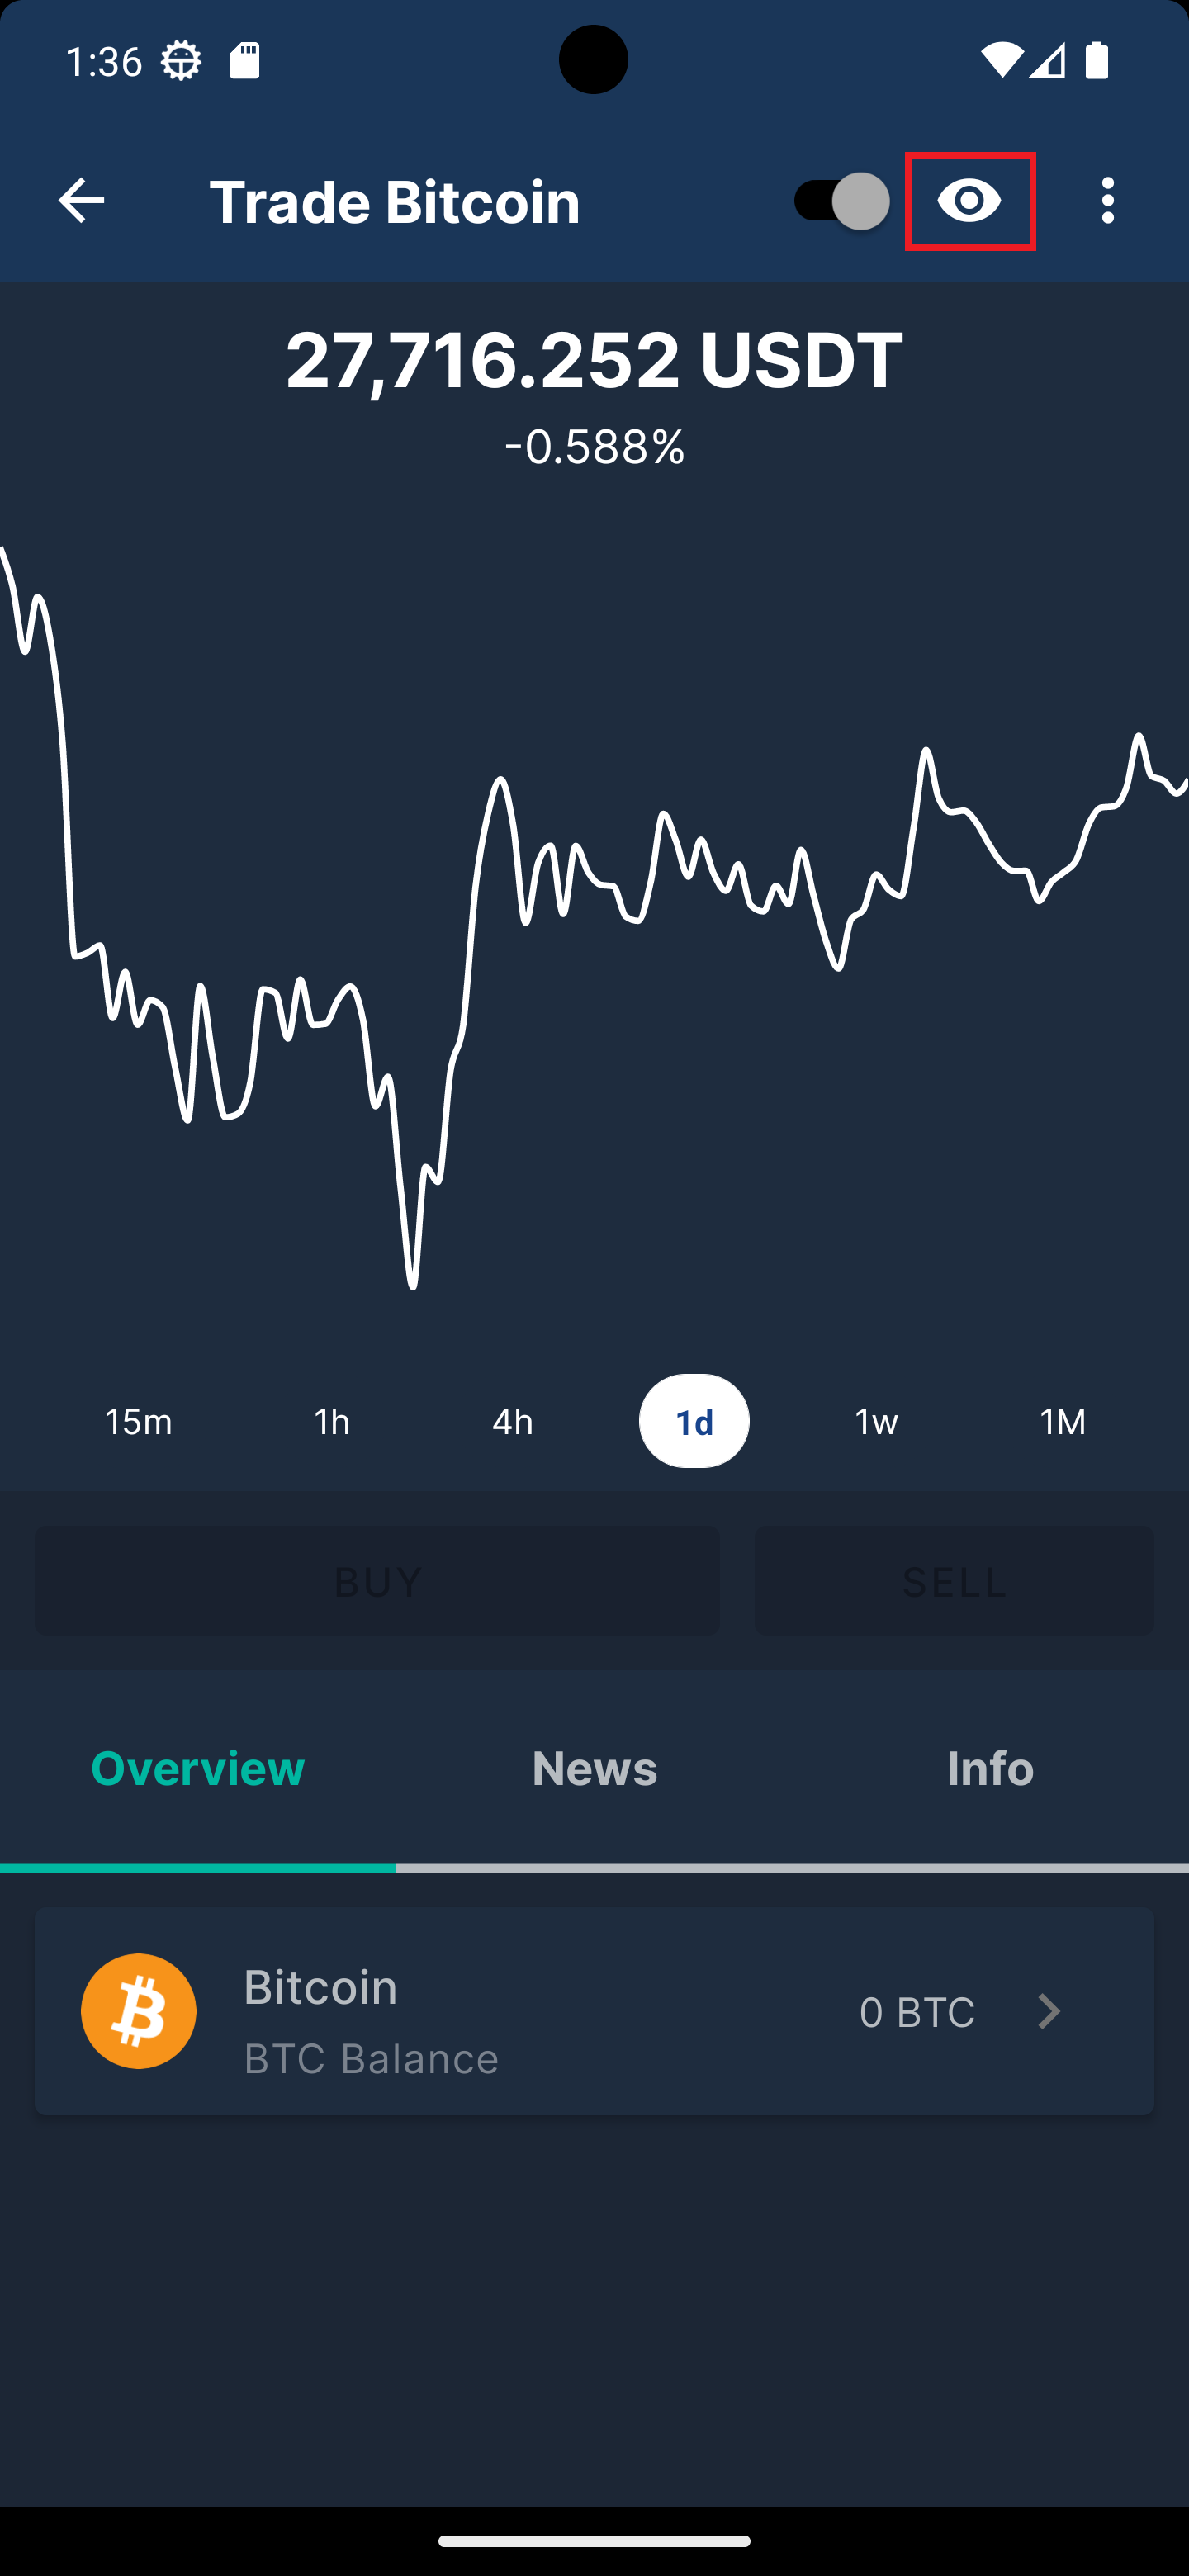 1:36
Trade Bitcoin
27,716.252 USDT
-0.588%
15m 1h 4h 1d 1w 1M
BUY SELL
Overview News Info
Bitcoin
0 BTC
BTC Balance